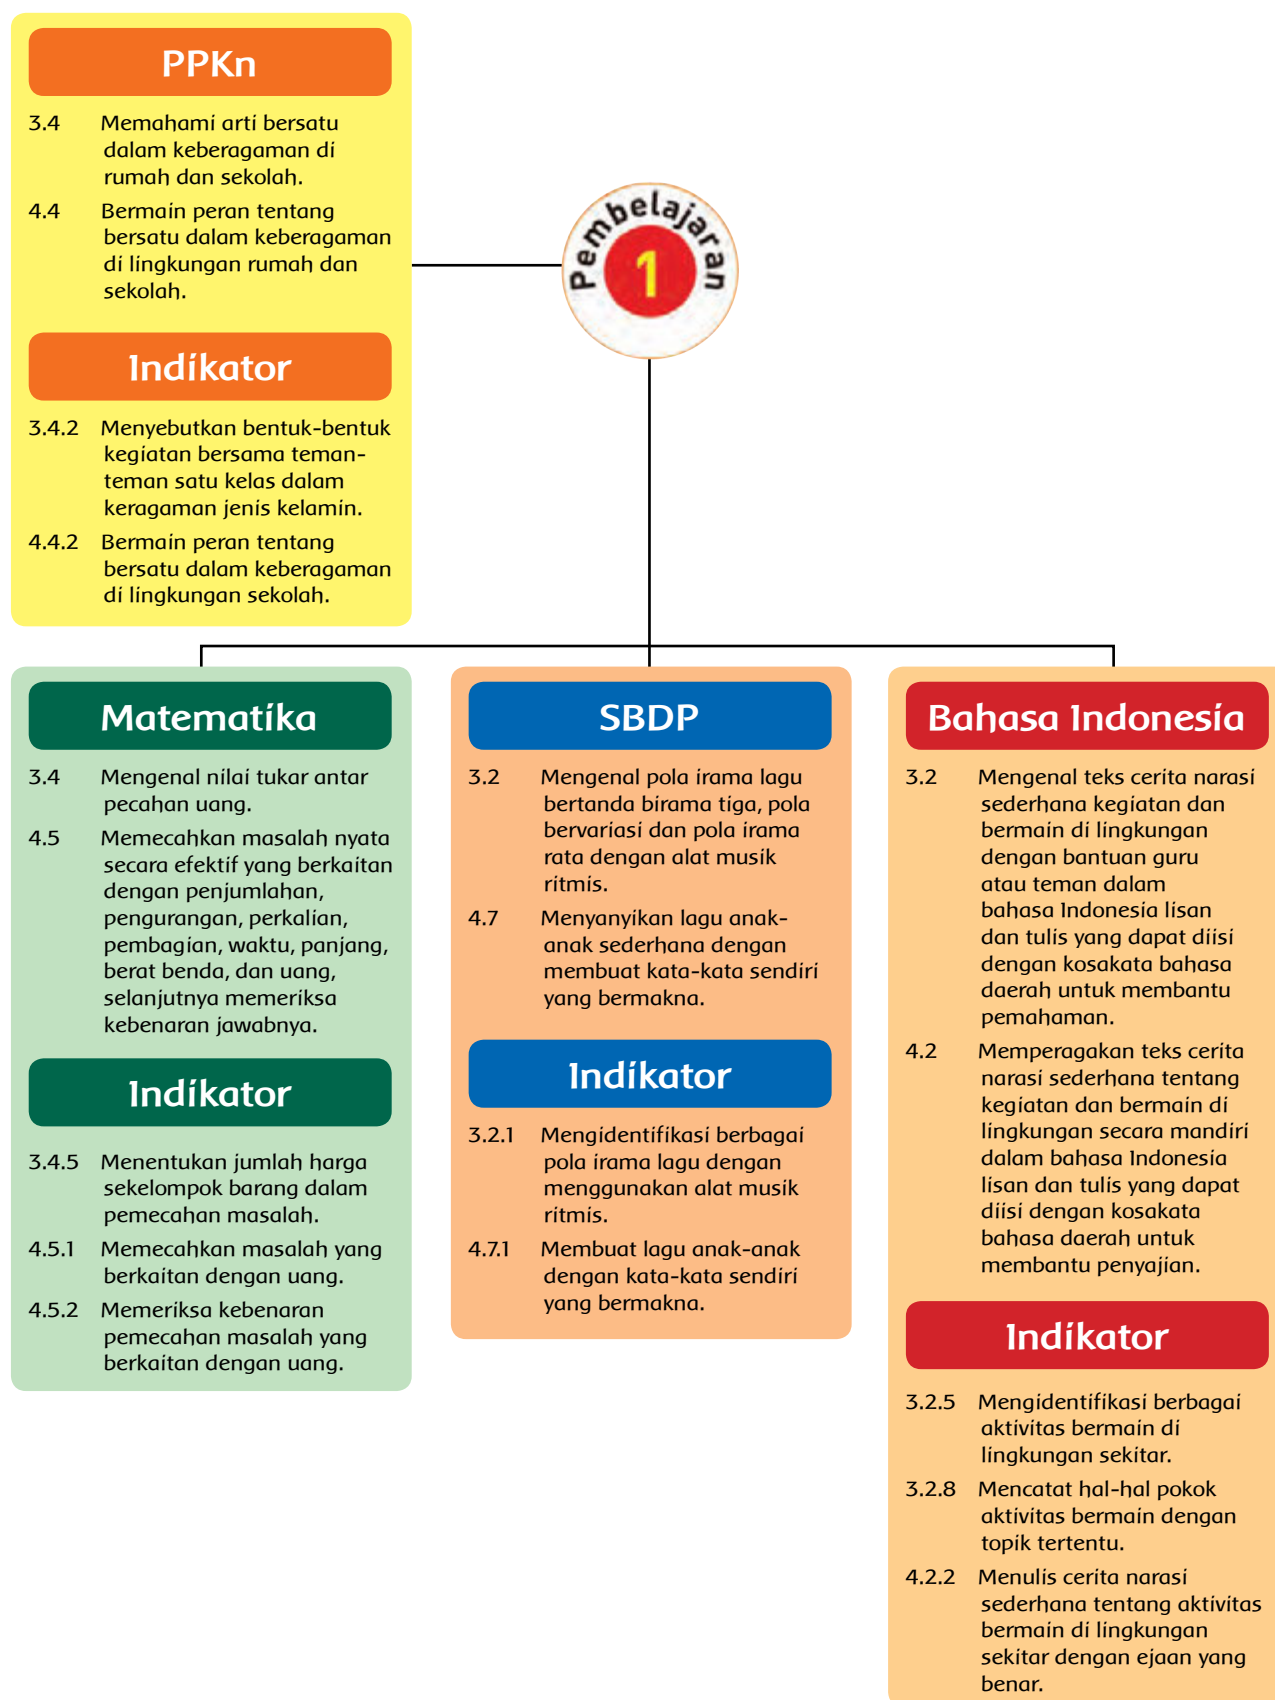 PPKn
3.4 Memahami arti bersatu
dalam keberagaman di
rumah dan sekolah.
4.4 Bermain peran tentang
bersatu dalam keberagaman
di lingkungan rumah dan
sekolah.
Indikator
3.4.2 Menyebutkan bentuk-bentuk
kegiatan bersama teman-
teman satu kelas dalam
keragaman jenis kelamin.
4.4.2 Bermain peran tentang
bersatu dalam keberagaman
di lingkungan sekolah.
Pembelajaran
1
Matematika
3.4 Mengenal nilai tukar antar
pecahan uang.
4.5 Memecahkan masalah nyata
secara efektif yang berkaitan
dengan penjumlahan,
pengurangan, perkalian,
pembagian, waktu, panjang,
berat benda, dan uang,
selanjutnya memeriksa
kebenaran jawabnya.
Indikator
3.4.5 Menentukan jumlah harga
sekelompok barang dalam
pemecahan masalah.
4.5.1 Memecahkan masalah yang
berkaitan dengan uang.
4.5.2 Memeriksa kebenaran
pemecahan masalah yang
berkaitan dengan uang.
SBDP
3.2 Mengenal pola irama lagu
bertanda birama tiga, pola
bervariasi dan pola irama
rata dengan alat musik
ritmis.
4.7 Menyanyikan lagu anak-
anak sederhana dengan
membuat kata-kata sendiri
yang bermakna.
Indikator
3.2.1 Mengidentifikasi berbagai
pola irama lagu dengan
menggunakan alat musik
ritmis.
4.7.1 Membuat lagu anak-anak
dengan kata-kata sendiri
yang bermakna.
Bahasa Indonesia
3.2 Mengenal teks cerita narasi
sederhana kegiatan dan
bermain di lingkungan
dengan bantuan guru
atau teman dalam
bahasa Indonesia lisan
dan tulis yang dapat diisi
dengan kosakata bahasa
daerah untuk membantu
pemahaman.
4.2 Memperagakan teks cerita
narasi sederhana tentang
kegiatan dan bermain di
lingkungan secara mandiri
dalam bahasa Indonesia
lisan dan tulis yang dapat
diisi dengan kosakata
bahasa daerah untuk
membantu penyajian.
Indikator
3.2.5 Mengidentifikasi berbagai
aktivitas bermain di
lingkungan sekitar.
3.2.8 Mencatat hal-hal pokok
aktivitas bermain dengan
topik tertentu.
4.2.2 Menulis cerita narasi
sederhana tentang aktivitas
bermain di lingkungan
sekitar dengan ejaan yang
benar.